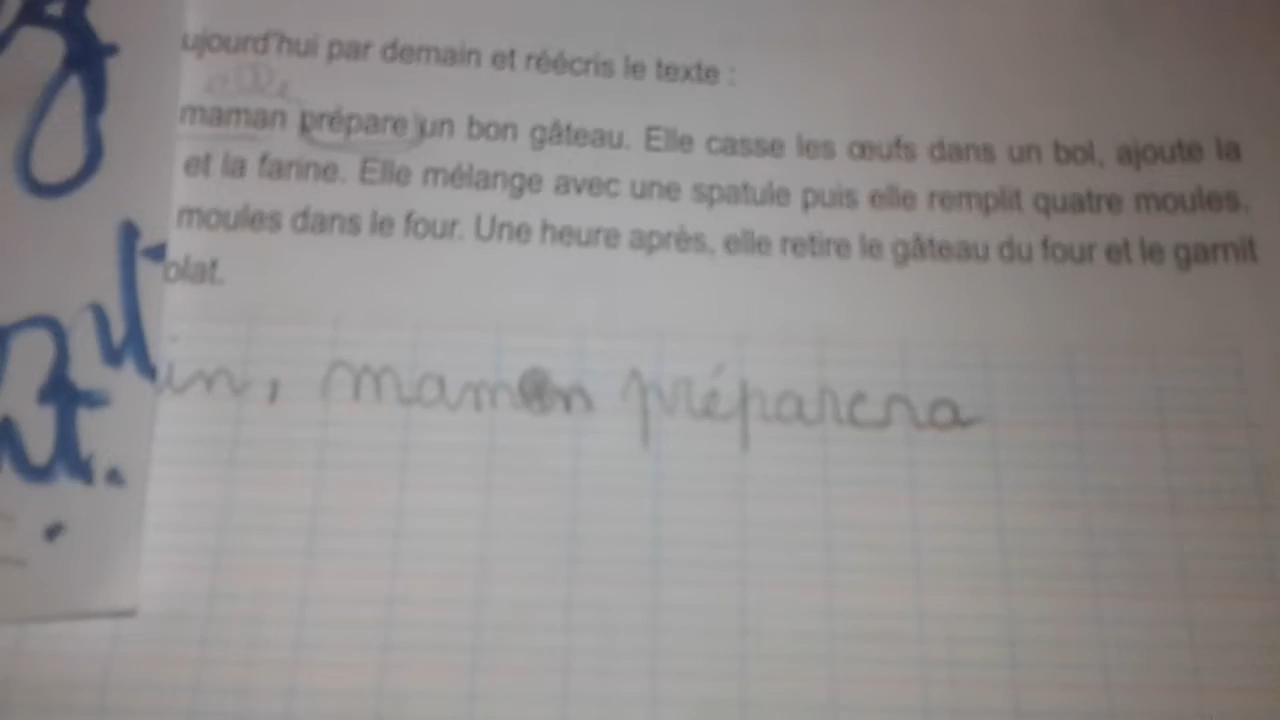 ujourd'hui par demain et réécris le texte :
maman prépare un bon gâteau. Elle casse les œufs dans un bol, ajoute la
et la farine. Elle mélange avec une spatule puis elle remplit quatre moules.
moules dans le four. Une heure après, elle retire le gâteau du four et le garnit
olat.
in, maman préparera